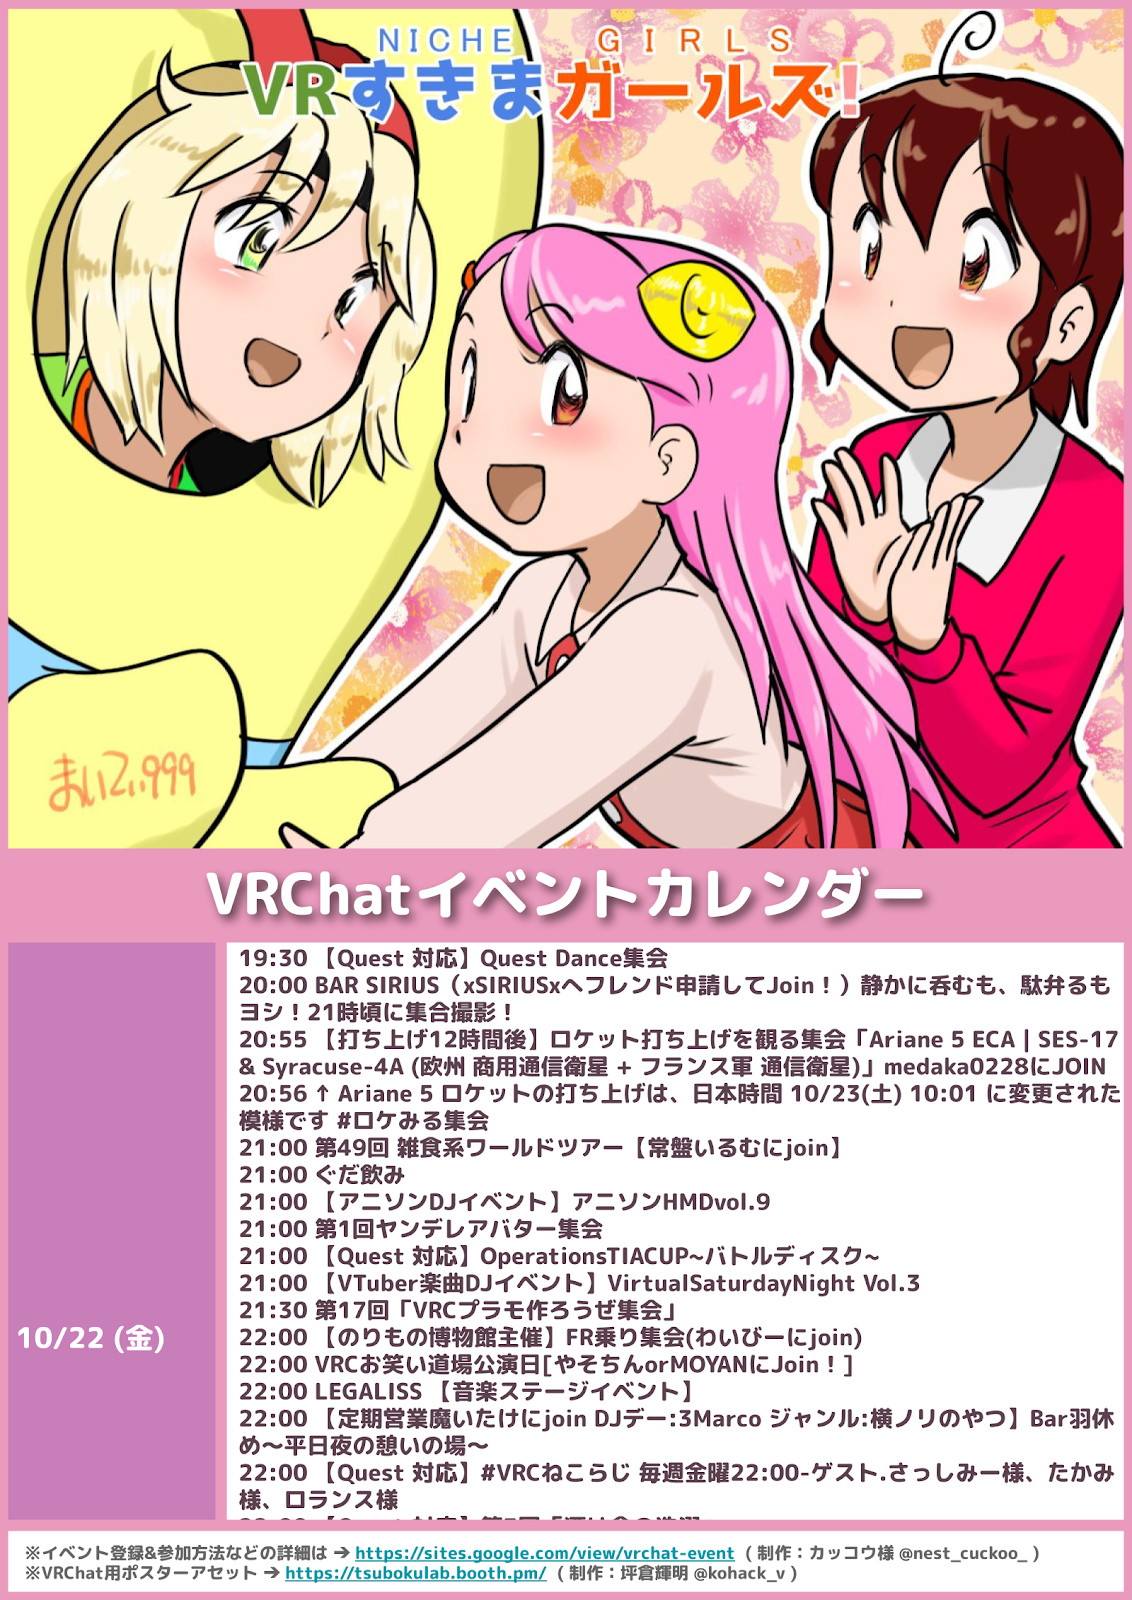 NICHE GIRLS
VRすきまガールズ!
まいてい999
VRChatイベントカレンダー
10/22 (金)
19:30 【Quest 対応】Quest Dance集会
20:00 BAR SIRIUS（xSIRIUSxへフレンド申請してJoin！）静かに呑むも、駄弁るも
ヨシ！21時頃に集合撮影！
20:55 【打ち上げ12時間後】ロケット打ち上げを観る集会「Ariane 5 ECA | SES-17
& Syracuse-4A (欧州 商用通信衛星 + フランス軍 通信衛星)」medaka0228にJOIN
20:56 ↑ Ariane 5 ロケットの打ち上げは、日本時間 10/23(土) 10:01 に変更された
模様です #ロケみる集会
21:00 第49回 雑食系ワールドツアー【常盤いるむにjoin】
21:00 ぐだ飲み
21:00 【アニソンDJイベント】アニソンHMDvol.9
21:00 第1回ヤンデレアバター集会
21:00 【Quest 対応】OperationsTIACUP~バトルディスク~
21:00 【VTuber楽曲DJイベント】VirtualSaturdayNight Vol.3
21:30 第17回「VRCプラモ作ろうぜ集会」
22:00 【のりもの博物館主催】FR乗り集会(わいびーにjoin)
22:00 VRCお笑い道場公演日[やそちんorMOYANにJoin！]
22:00 LEGALISS 【音楽ステージイベント】
22:00 【定期営業魔いたけにjoin DJデー:3Marco ジャンル:横ノリのやつ】Bar羽休
め～平日夜の憩いの場～
22:00 【Quest 対応】#VRCねこらじ 毎週金曜22:00-ゲスト.さっしみー様、たかみ
様、ロランス様
※イベント登録&参加方法などの詳細は ➔ https://sites.google.com/view/vrchat-event （ 制作：カッコウ様 @nest_cuckoo_ ）
※VRChat用ポスターアセット ➔ https://tsubokulab.booth.pm/ （ 制作：坪倉輝明 @kohack_v ）